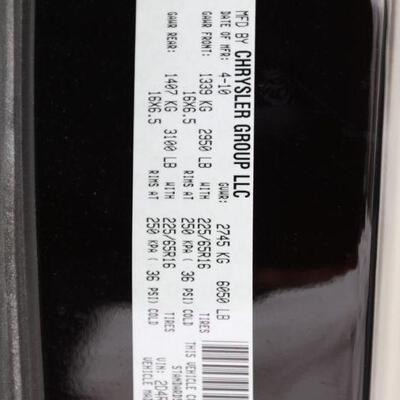 MFD BY CHRYSLER GROUP LLC
DATE OF MFR: 4-10 GVWR: 2745 KG 6050 LB
GAWR FRONT: 1339 KG 2950 LB WITH 225/65R16 TIRES
16X6.5 RIMS AT 250 KPA ( 36 PSI) COLD
GAWR REAR: 1407 KG 3100 LB WITH 225/65R16 TIRES
16X6.5 RIMS AT 250 KPA ( 36 PSI) COLD
THIS VEHICLE
STANDARDS
VIN: 2D4R
VEHICLE